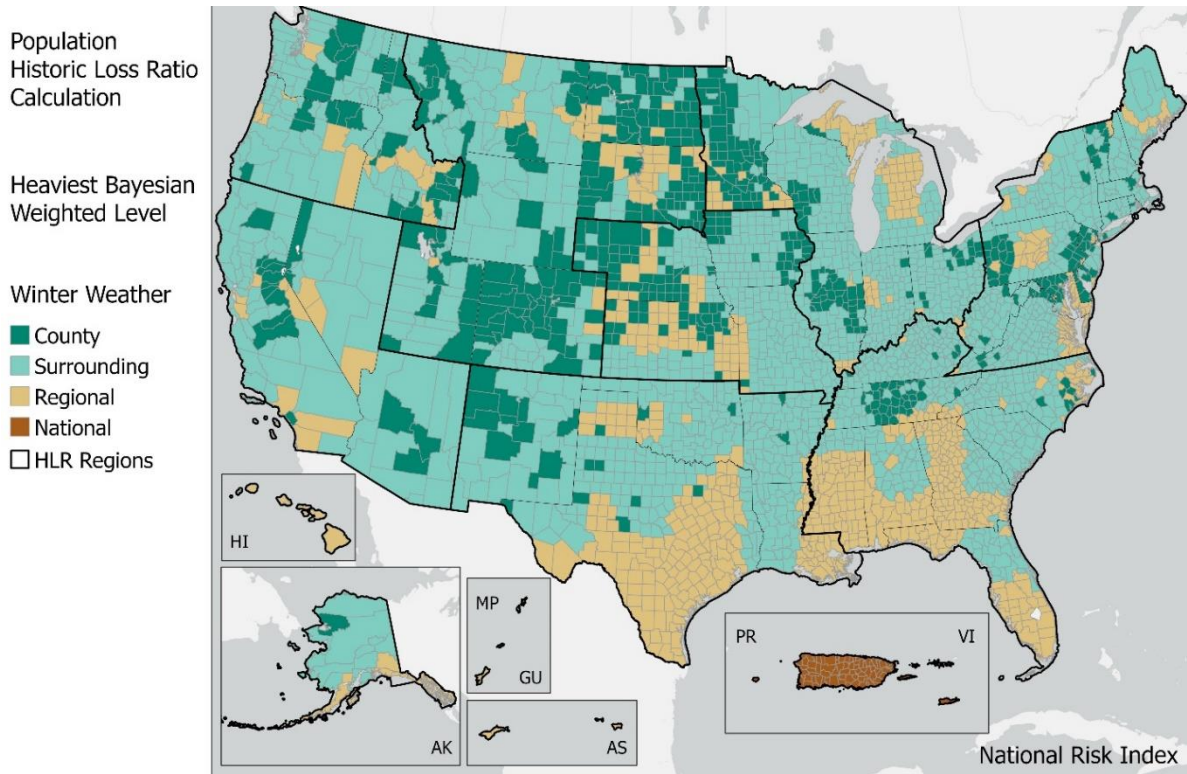 Population
Historic Loss Ratio
Calculation
Heaviest Bayesian
Weighted Level
Winter Weather
County
Surrounding
Regional
National
HLR Regions
HI
AK
MP
GU
AS
PR
VI
National Risk Index